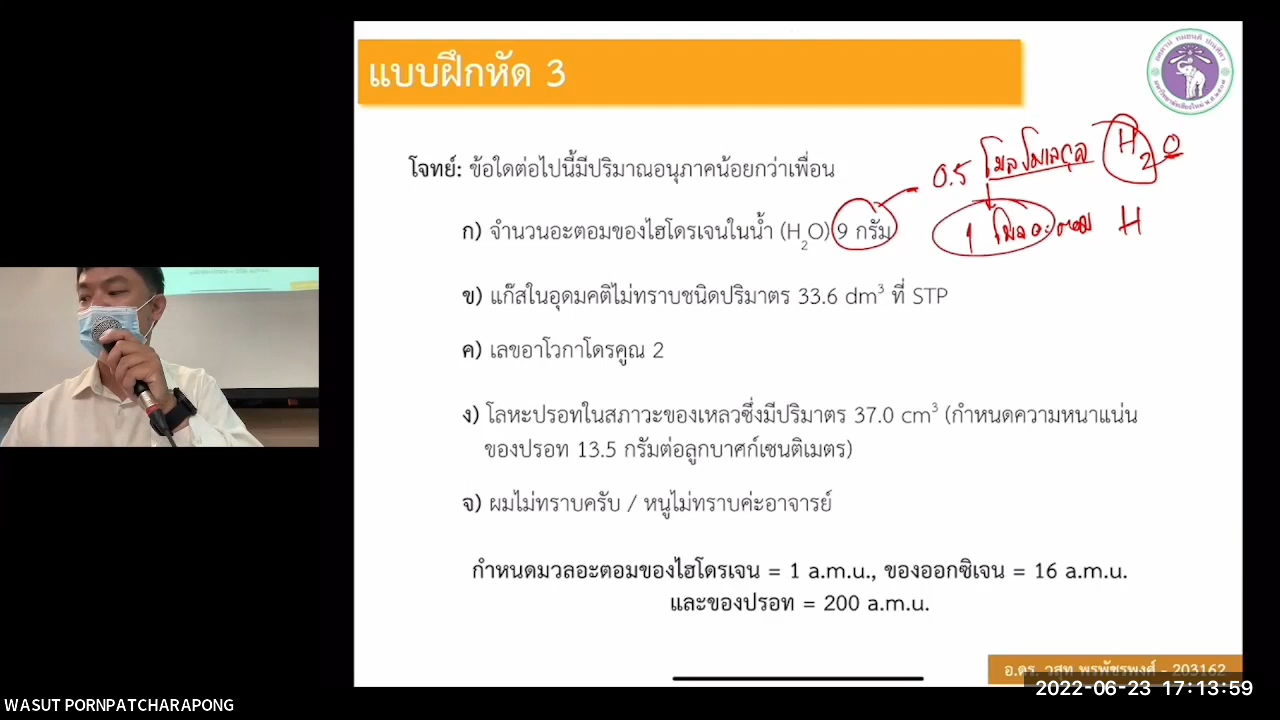 แบบฝึกหัด 3
โจทย์: ข้อใดต่อไปนี้มีปริมาณอนุภาคน้อยกว่าเพื่อน
0.5 โมลโมเลกุล H2O
ก) จำนวนอะตอมของไฮโดรเจนในน้ำ (H2O) 9 กรัม
1 โมลอะตอม H
ข) แก๊สในอุดมคติไม่ทราบชนิดปริมาตร 33.6 dm3 ที่ STP
ค) เลขอาโวกาโดรคูณ 2
ง) โลหะปรอทในสภาวะของเหลวซึ่งมีปริมาตร 37.0 cm3 (กำหนดความหนาแน่น
ของปรอท 13.5 กรัมต่อลูกบาศก์เซนติเมตร)
จ) ผมไม่ทราบครับ / หนูไม่ทราบค่ะอาจารย์
กำหนดมวลอะตอมของไฮโดรเจน = 1 a.m.u., ของออกซิเจน = 16 a.m.u.
และของปรอท = 200 a.m.u.
อ.ดร. วสุท พรพัชรพงศ์ - 203162
2022-06-23 17:13:59
WASUT PORNPATCHARAPONG